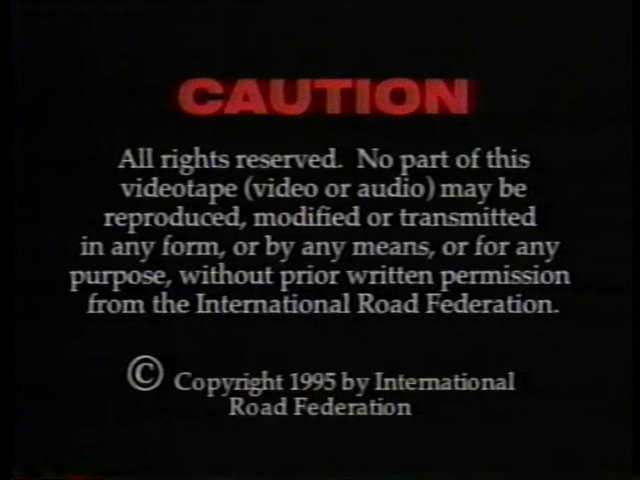 CAUTION
All rights reserved. No part of this
videotape (video or audio) may be
reproduced, modified or transmitted
in any form, or by any means, or for any
purpose, without prior written permission
from the International Road Federation.
© Copyright 1995 by International
Road Federation